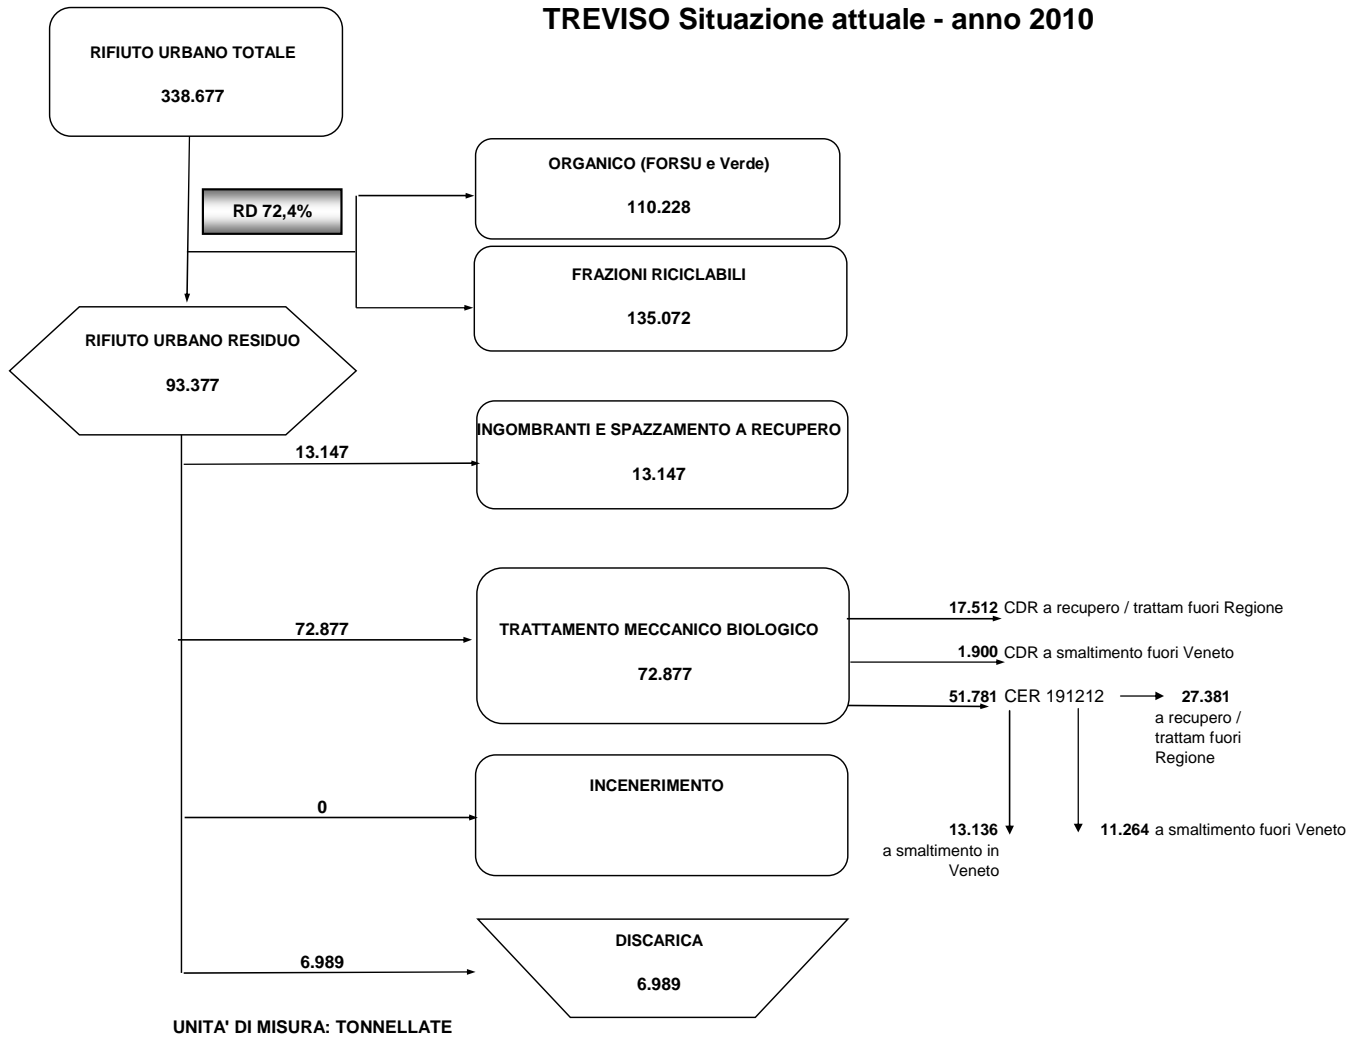 TREVISO Situazione attuale - anno 2010
RIFIUTO URBANO TOTALE
338.677
RD 72,4%
ORGANICO (FORSU e Verde)
110.228
FRAZIONI RICICLABILI
135.072
RIFIUTO URBANO RESIDUO
93.377
13.147
INGOMBRANTI E SPAZZAMENTO A RECUPERO
13.147
72.877
TRATTAMENTO MECCANICO BIOLOGICO
72.877
17.512 CDR a recupero / trattam fuori Regione
1.900 CDR a smaltimento fuori Veneto
51.781 CER 191212
27.381
a recupero /
trattam fuori
Regione
13.136
a smaltimento in
Veneto
11.264 a smaltimento fuori Veneto
0
INCENERIMENTO
6.989
DISCARICA
6.989
UNITA' DI MISURA: TONNELLATE